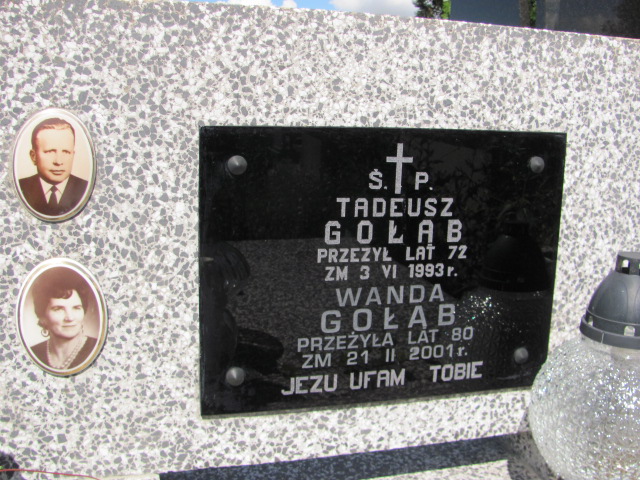 Ś. P.
TADEUSZ
GOŁĄB
PRZEŻYŁ LAT 72
ZM 3 VI 1993 r.
WANDA
GOŁĄB
PRZEŻYŁA LAT 80
ZM 21 II 2001 r.
JEZU UFAM TOBIE